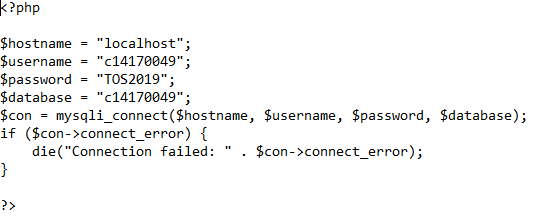 <?php
$hostname = "localhost";
$username = "c14170049";
$password = "TOS2019";
$database = "c14170049";
$con = mysqli_connect($hostname, $username, $password, $database);
if ($con->connect_error) {
    die("Connection failed: " . $con->connect_error);
}
?>